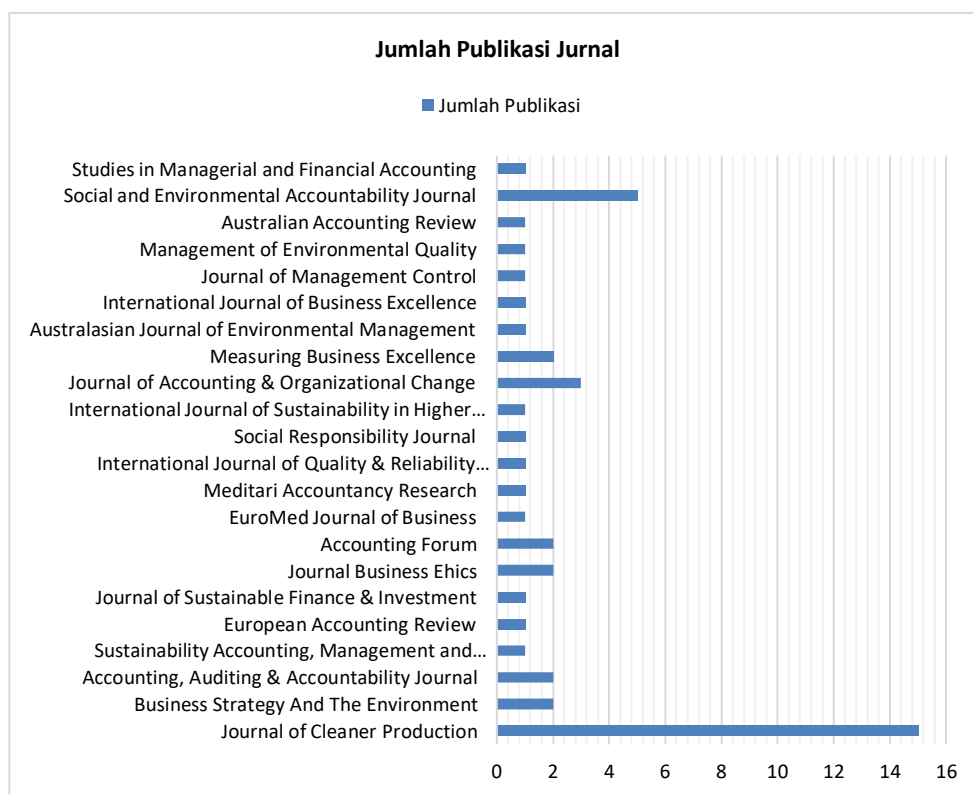 Jumlah Publikasi Jurnal
Jumlah Publikasi
Studies in Managerial and Financial Accounting
Social and Environmental Accountability Journal
Australian Accounting Review
Management of Environmental Quality
Journal of Management Control
International Journal of Business Excellence
Australasian Journal of Environmental Management
Measuring Business Excellence
Journal of Accounting & Organizational Change
International Journal of Sustainability in Higher…
Social Responsibility Journal
International Journal of Quality & Reliability…
Meditari Accountancy Research
EuroMed Journal of Business
Accounting Forum
Journal Business Ehics
Journal of Sustainable Finance & Investment
European Accounting Review
Sustainability Accounting, Management and…
Accounting, Auditing & Accountability Journal
Business Strategy And The Environment
Journal of Cleaner Production
0 2 4 6 8 10 12 14 16